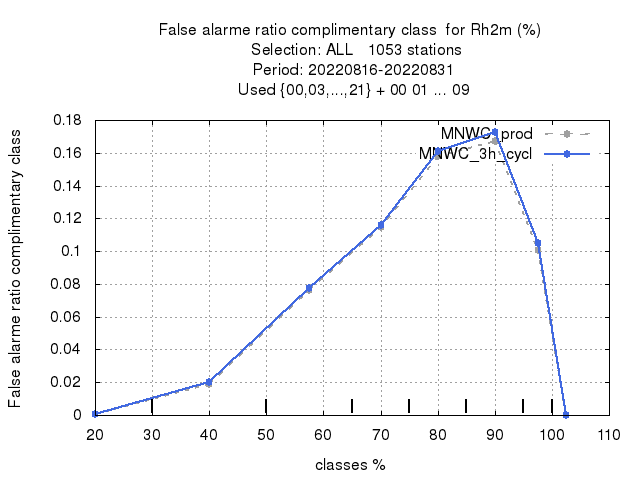 False alarme ratio complimentary class  for Rh2m (%)
Selection: ALL   1053 stations
Period: 20220816-20220831
Used {00,03,...,21} + 00 01 ... 09
False alarme ratio complimentary class
0.18
0.16
0.14
0.12
0.1
0.08
0.06
0.04
0.02
0
MNWC_prod
MNWC_3h_cycl
20 30 40 50 60 70 80 90 100 110
classes %